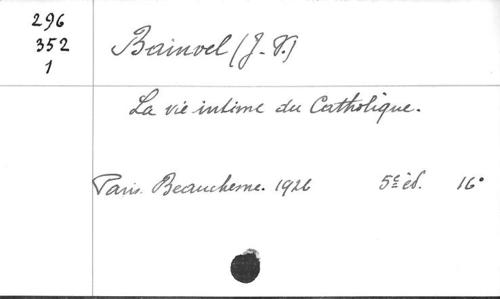 296
352
1
Bainvel (J.-V.)
La vie intime du Catholique.
Paris. Beauchesne. 1926 5e éd. 16°